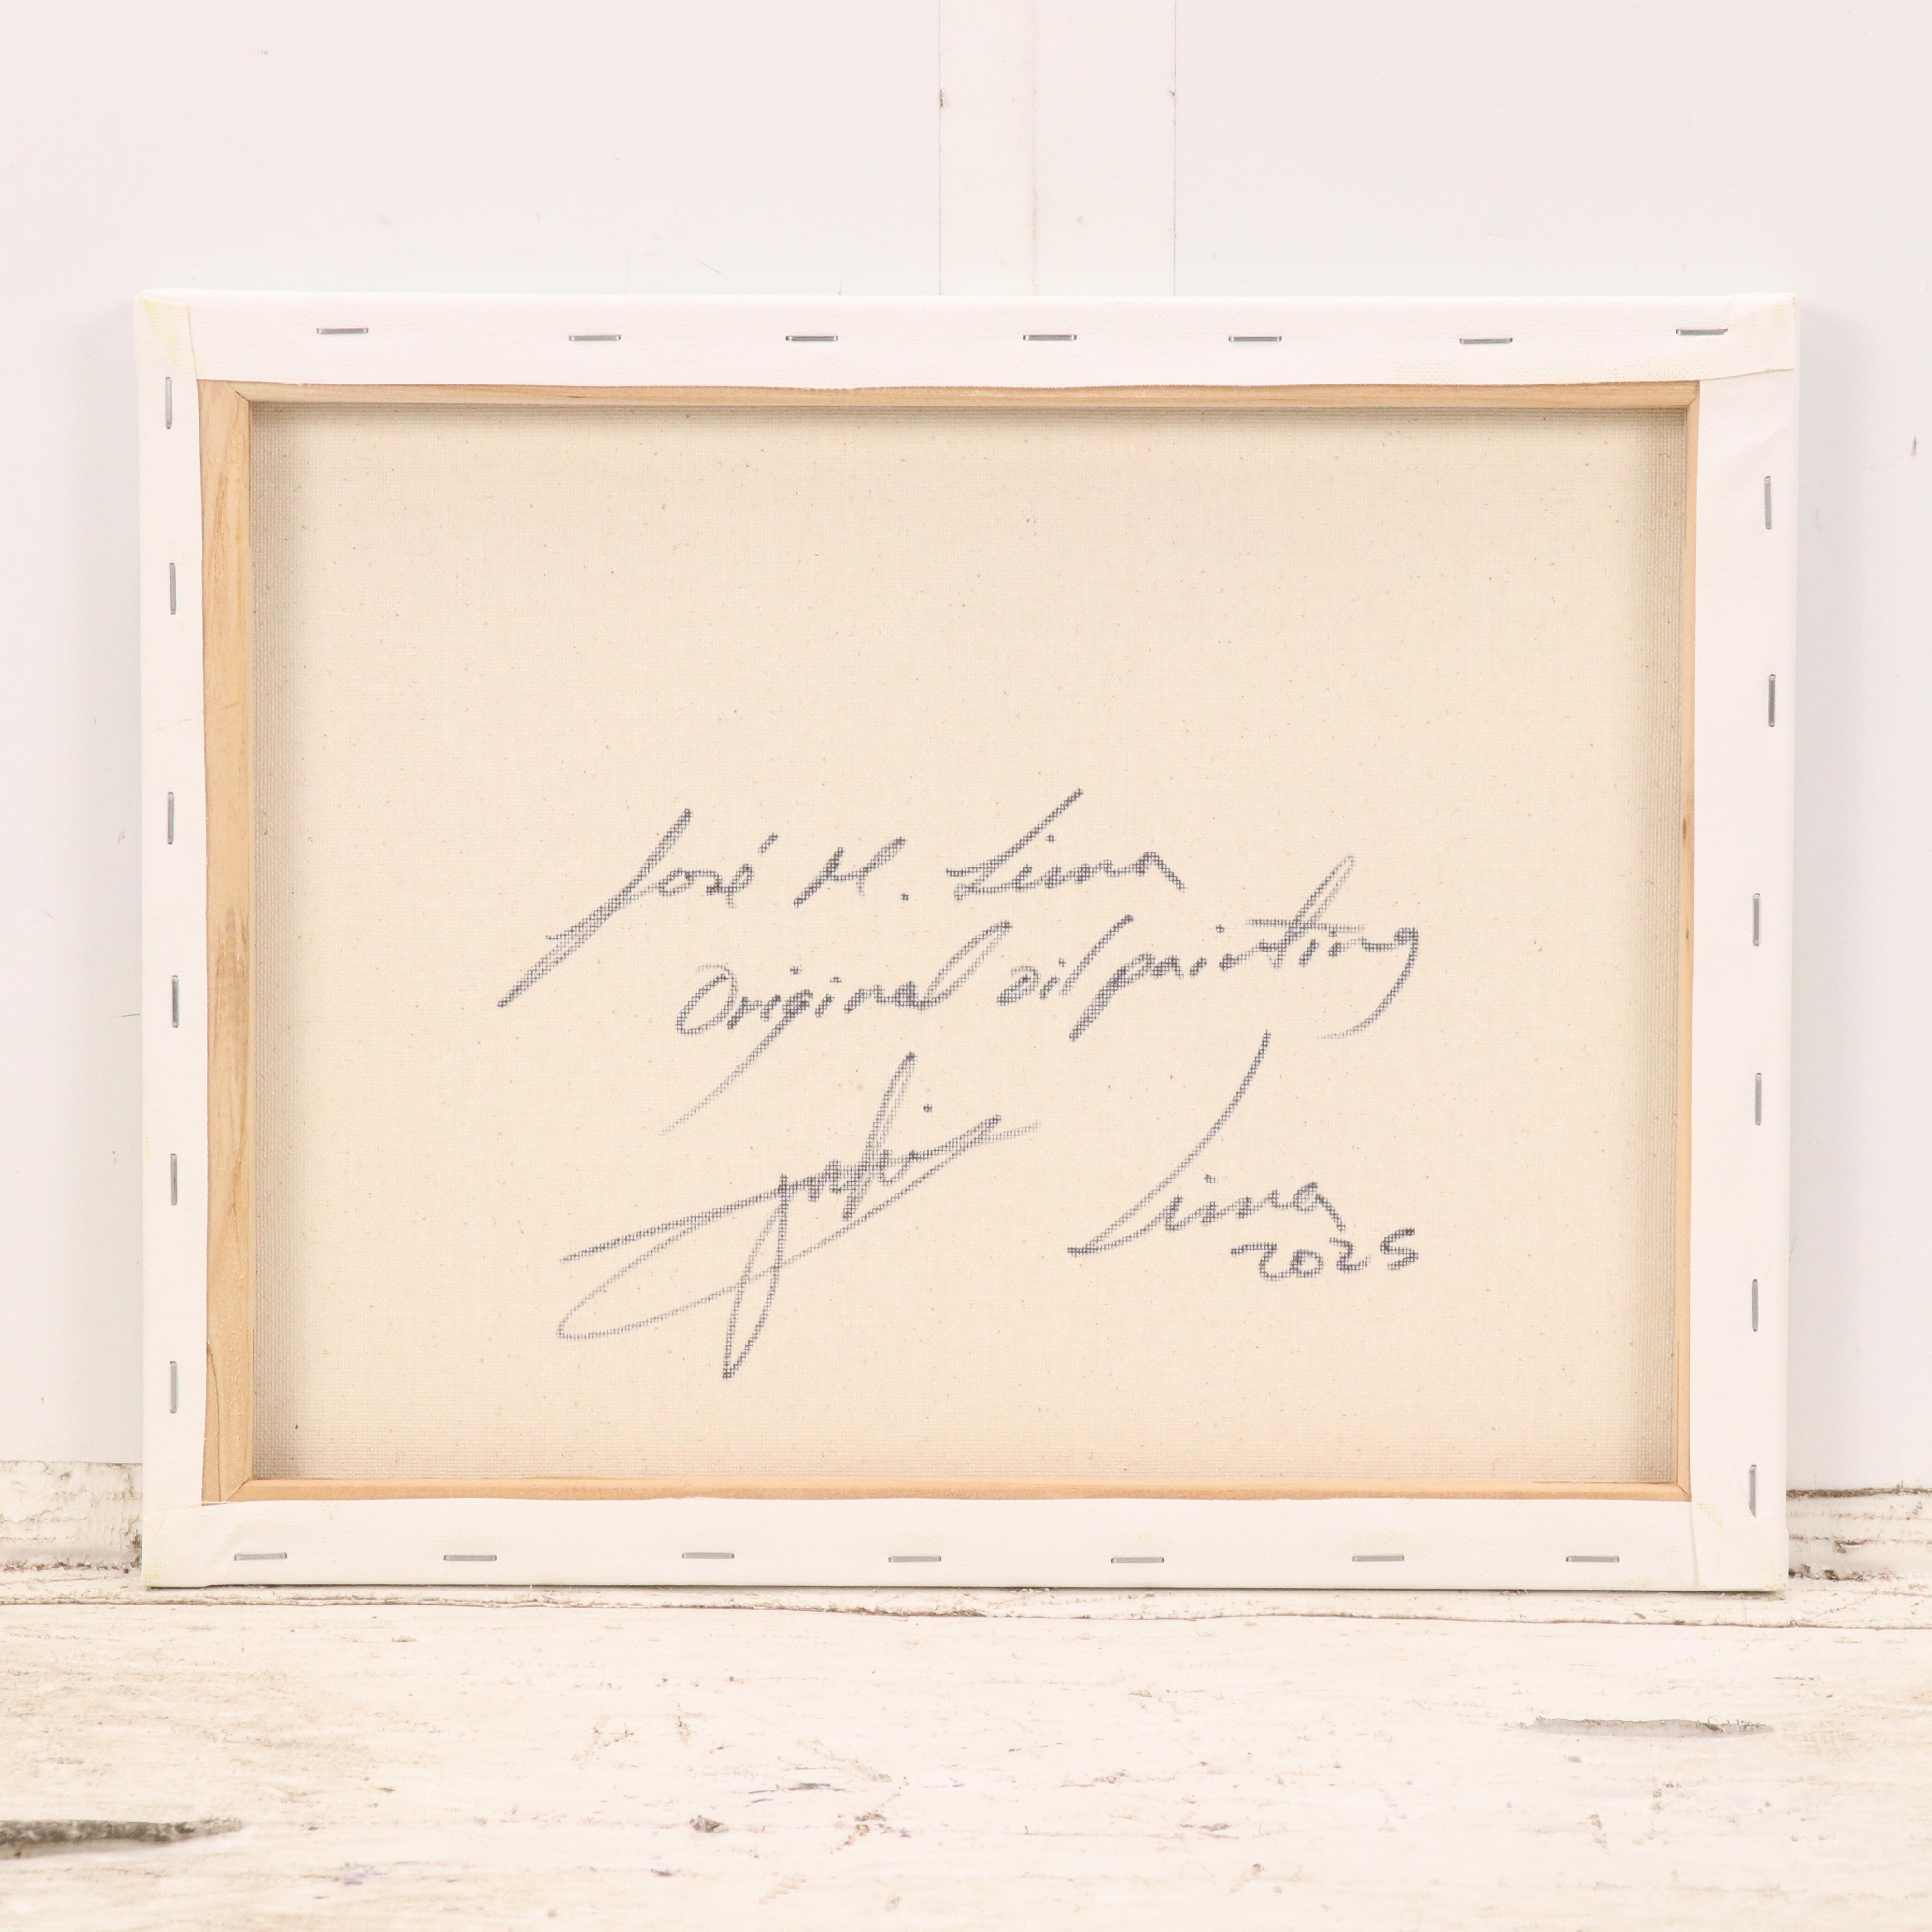 José M. Lima
Original oil painting
Lima
2025